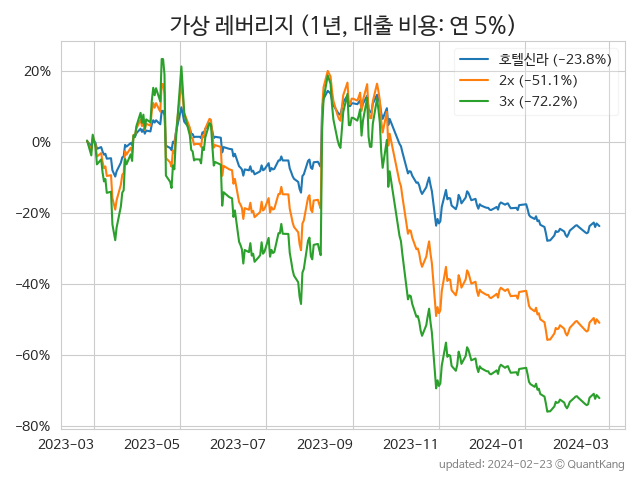 가상 레버리지 (1년, 대출 비용: 연 5%)
호텔신라 (−23.8%)
2x (−51.1%)
3x (−72.2%)
20%
0%
−20%
−40%
−60%
−80%
2023−03 2023−05 2023−07 2023−09 2023−11 2024−01 2024−03
updated: 2024-02-23 © QuantKang